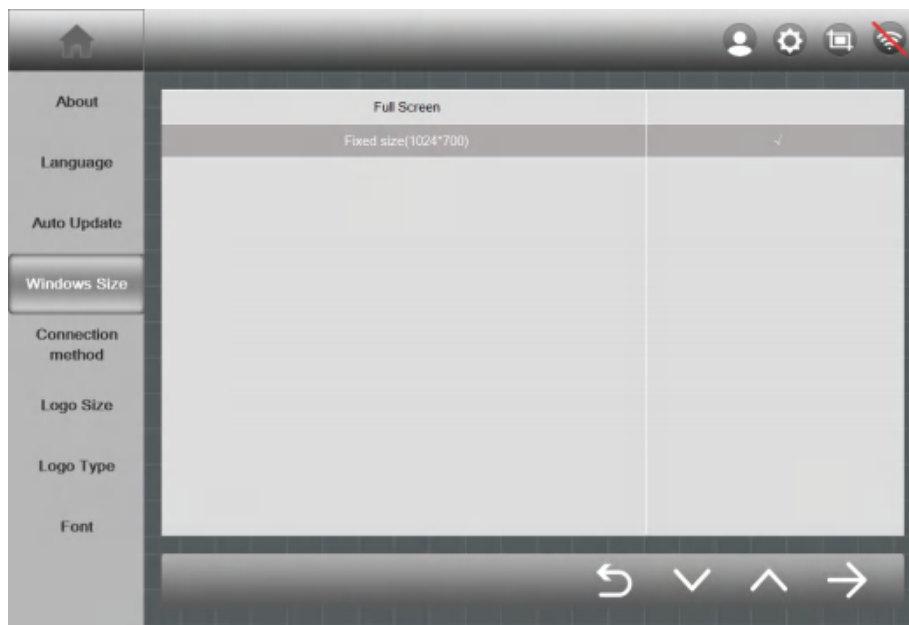 About
Language
Auto Update
Windows Size
Connection
method
Logo Size
Logo Type
Font
Full Screen
Fixed size(1024*700) √